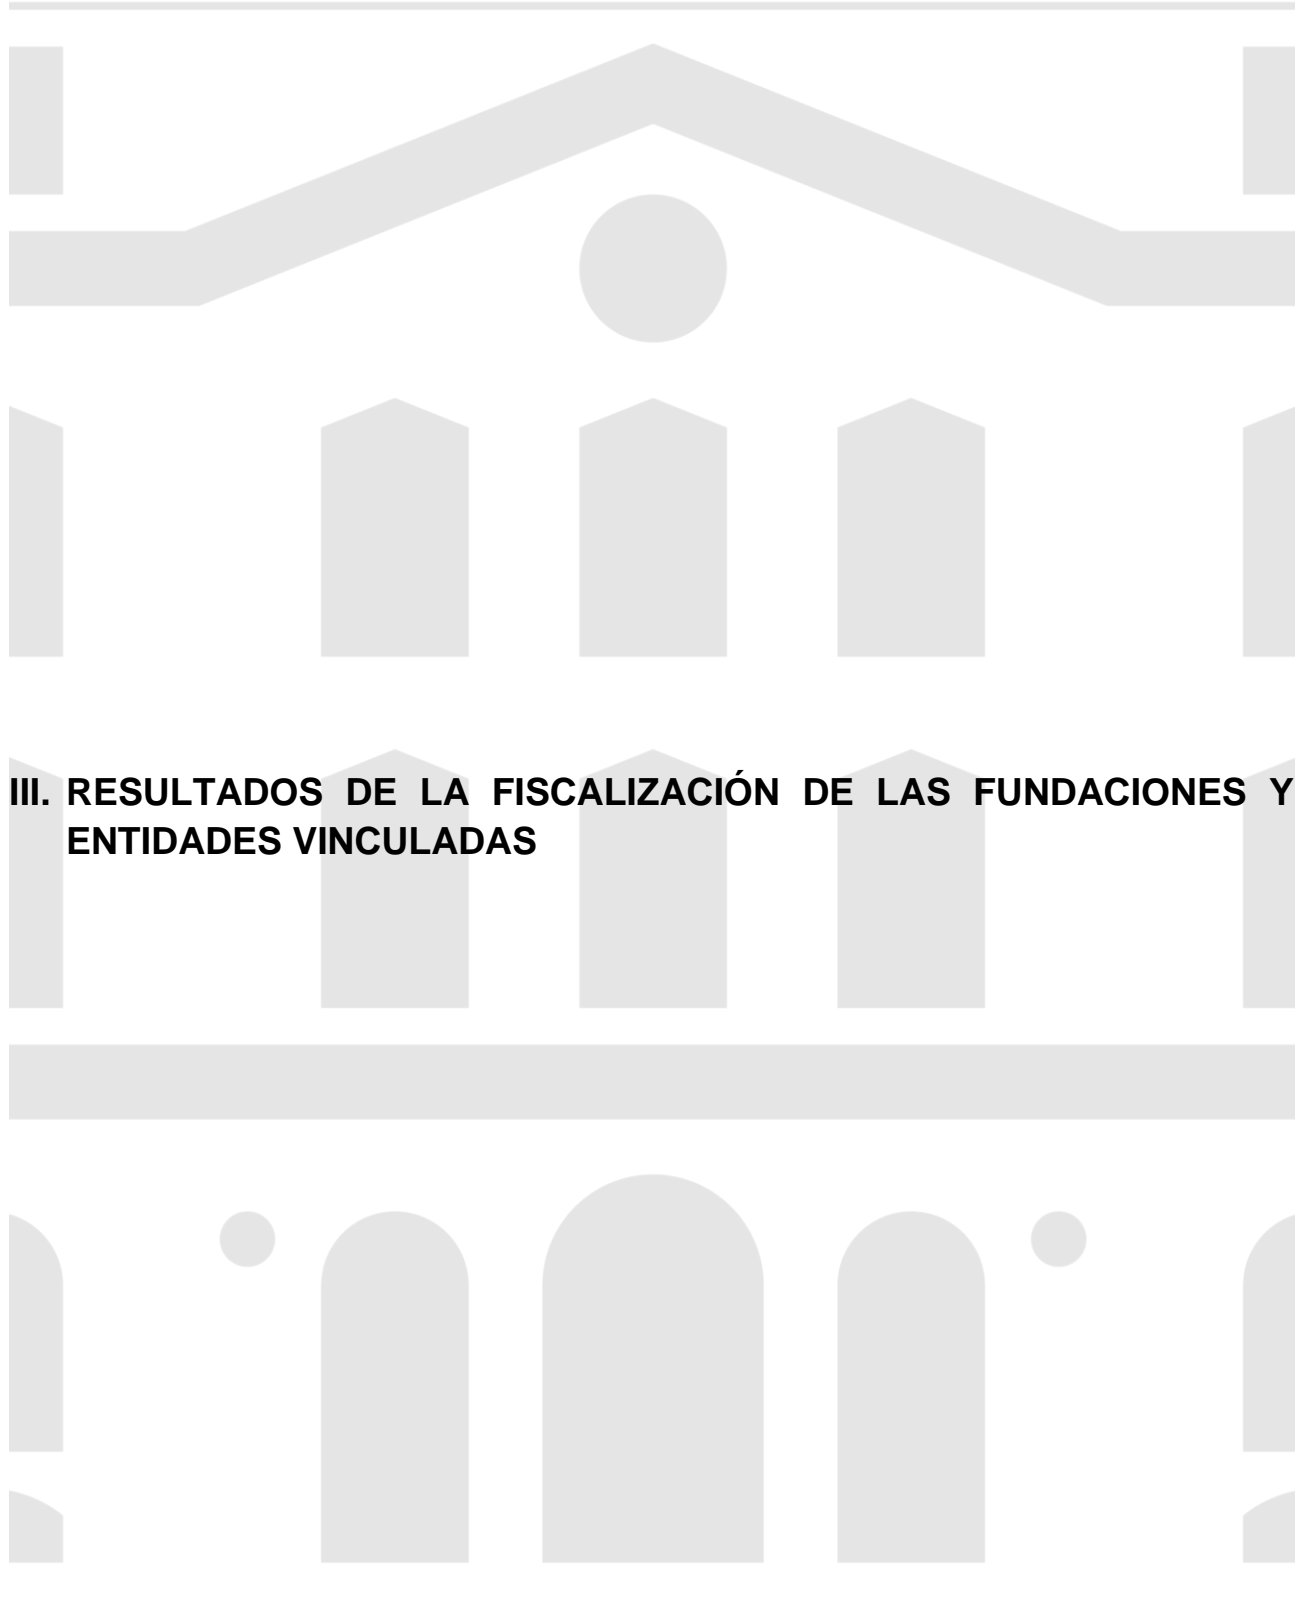 III. RESULTADOS DE LA FISCALIZACIÓN DE LAS FUNDACIONES Y
ENTIDADES VINCULADAS